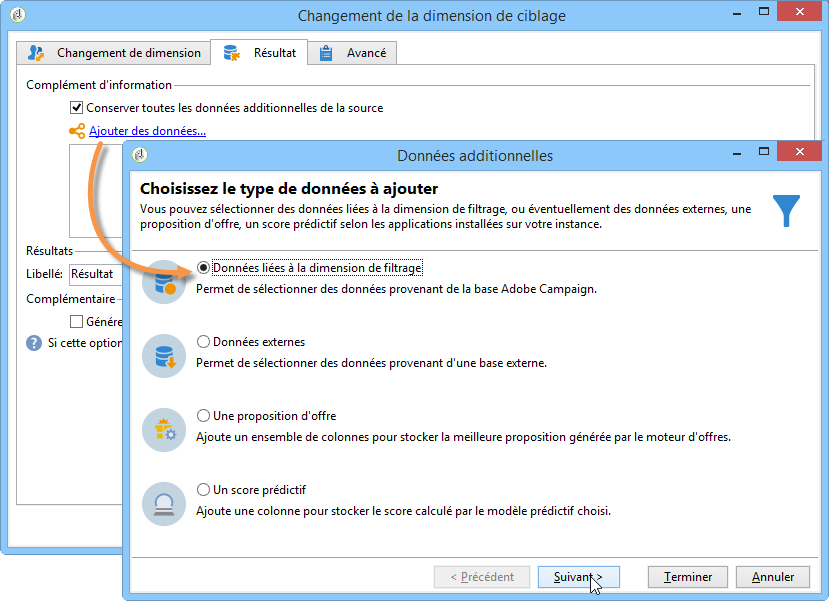 Changement de la dimension de ciblage
Changement de dimension
Résultat
Avancé
Complément d'information
Conserver toutes les données additionnelles de la source
Ajouter des données...
Résultats
Libellé: Résultat
Complémentaire
Génére
Si cette option
Données additionnelles
Choisissez le type de données à ajouter
Vous pouvez sélectionner des données liées à la dimension de filtrage, ou éventuellement des données externes, une
proposition d'offre, un score prédictif selon les applications installées sur votre instance.
Données liées à la dimension de filtrage
Permet de sélectionner des données provenant de la base Adobe Campaign.
Données externes
Permet de sélectionner des données provenant d'une base externe.
Une proposition d'offre
Ajoute un ensemble de colonnes pour stocker la meilleure proposition générée par le moteur d'offres.
Un score prédictif
Ajoute une colonne pour stocker le score calculé par le modèle prédictif choisi.
< Précédent
Suivant >
Terminer
Annuler